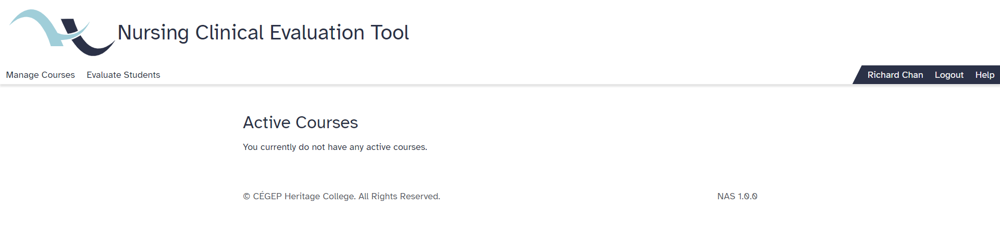 Nursing Clinical Evaluation Tool
Manage Courses Evaluate Students Richard Chan Logout Help
Active Courses
You currently do not have any active courses.
© CÉGEP Heritage College. All Rights Reserved. NAS 1.0.0